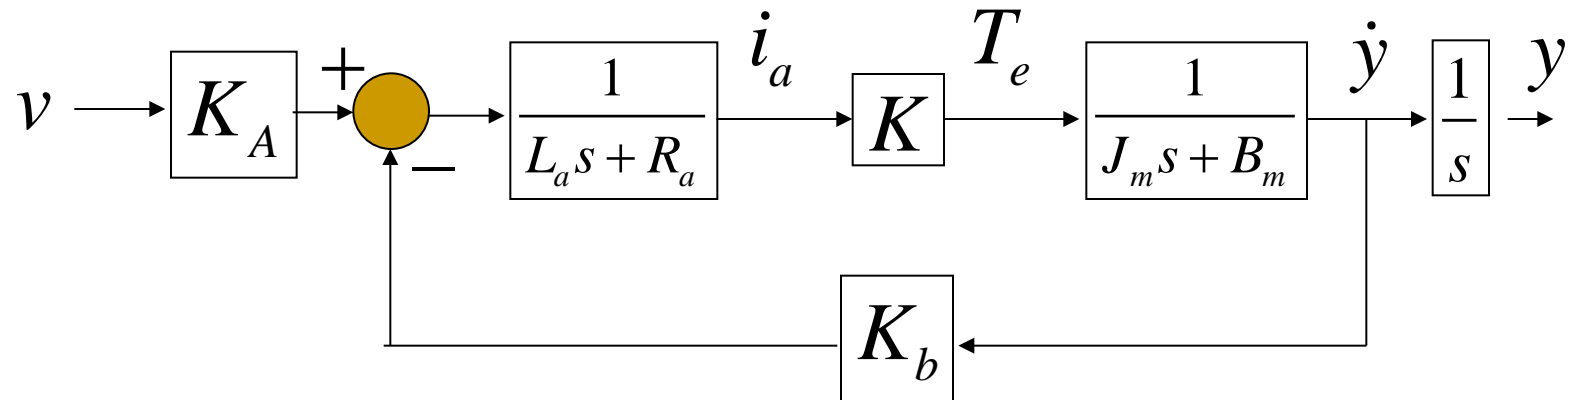 v
K_A
+
−
1
L_a s + R_a
i_a
K
T_e
1
J_m s + B_m
ẏ
1
s
y
K_b